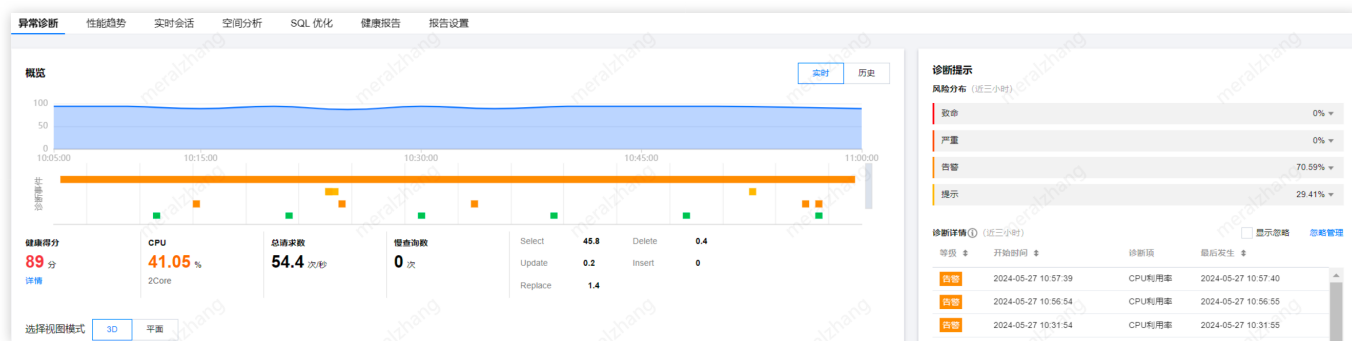 异常诊断 性能趋势 实时会话 空间分析 SQL 优化 健康报告 报告设置
概览 实时 历史
100
50
0
10:05:00 10:15:00 10:30:00 10:45:00 11:00:00
诊断事件
健康得分 CPU 总请求数 慢查询数
89 分 41.05 % 54.4 次/秒 0 次
详情 2Core
Select 45.8 Delete 0.4
Update 0.2 Insert 0
Replace 1.4
选择视图模式 3D 平面
诊断提示
风险分布 (近三小时)
致命 0%
严重 0%
告警 70.59%
提示 29.41%
诊断详情 (近三小时) 显示忽略 忽略管理
等级 开始时间 诊断项 最后发生
告警 2024-05-27 10:57:39 CPU利用率 2024-05-27 10:57:40
告警 2024-05-27 10:56:54 CPU利用率 2024-05-27 10:56:55
告警 2024-05-27 10:31:54 CPU利用率 2024-05-27 10:31:55
meralzhang